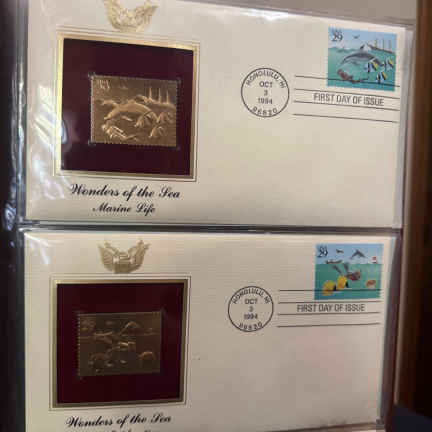 29
HONOLULU, HI
OCT
3
1994
96820
FIRST DAY OF ISSUE
Wonders of the Sea
Marine Life
29
HONOLULU, HI
OCT
3
1994
96820
FIRST DAY OF ISSUE
29
Wonders of the Sea